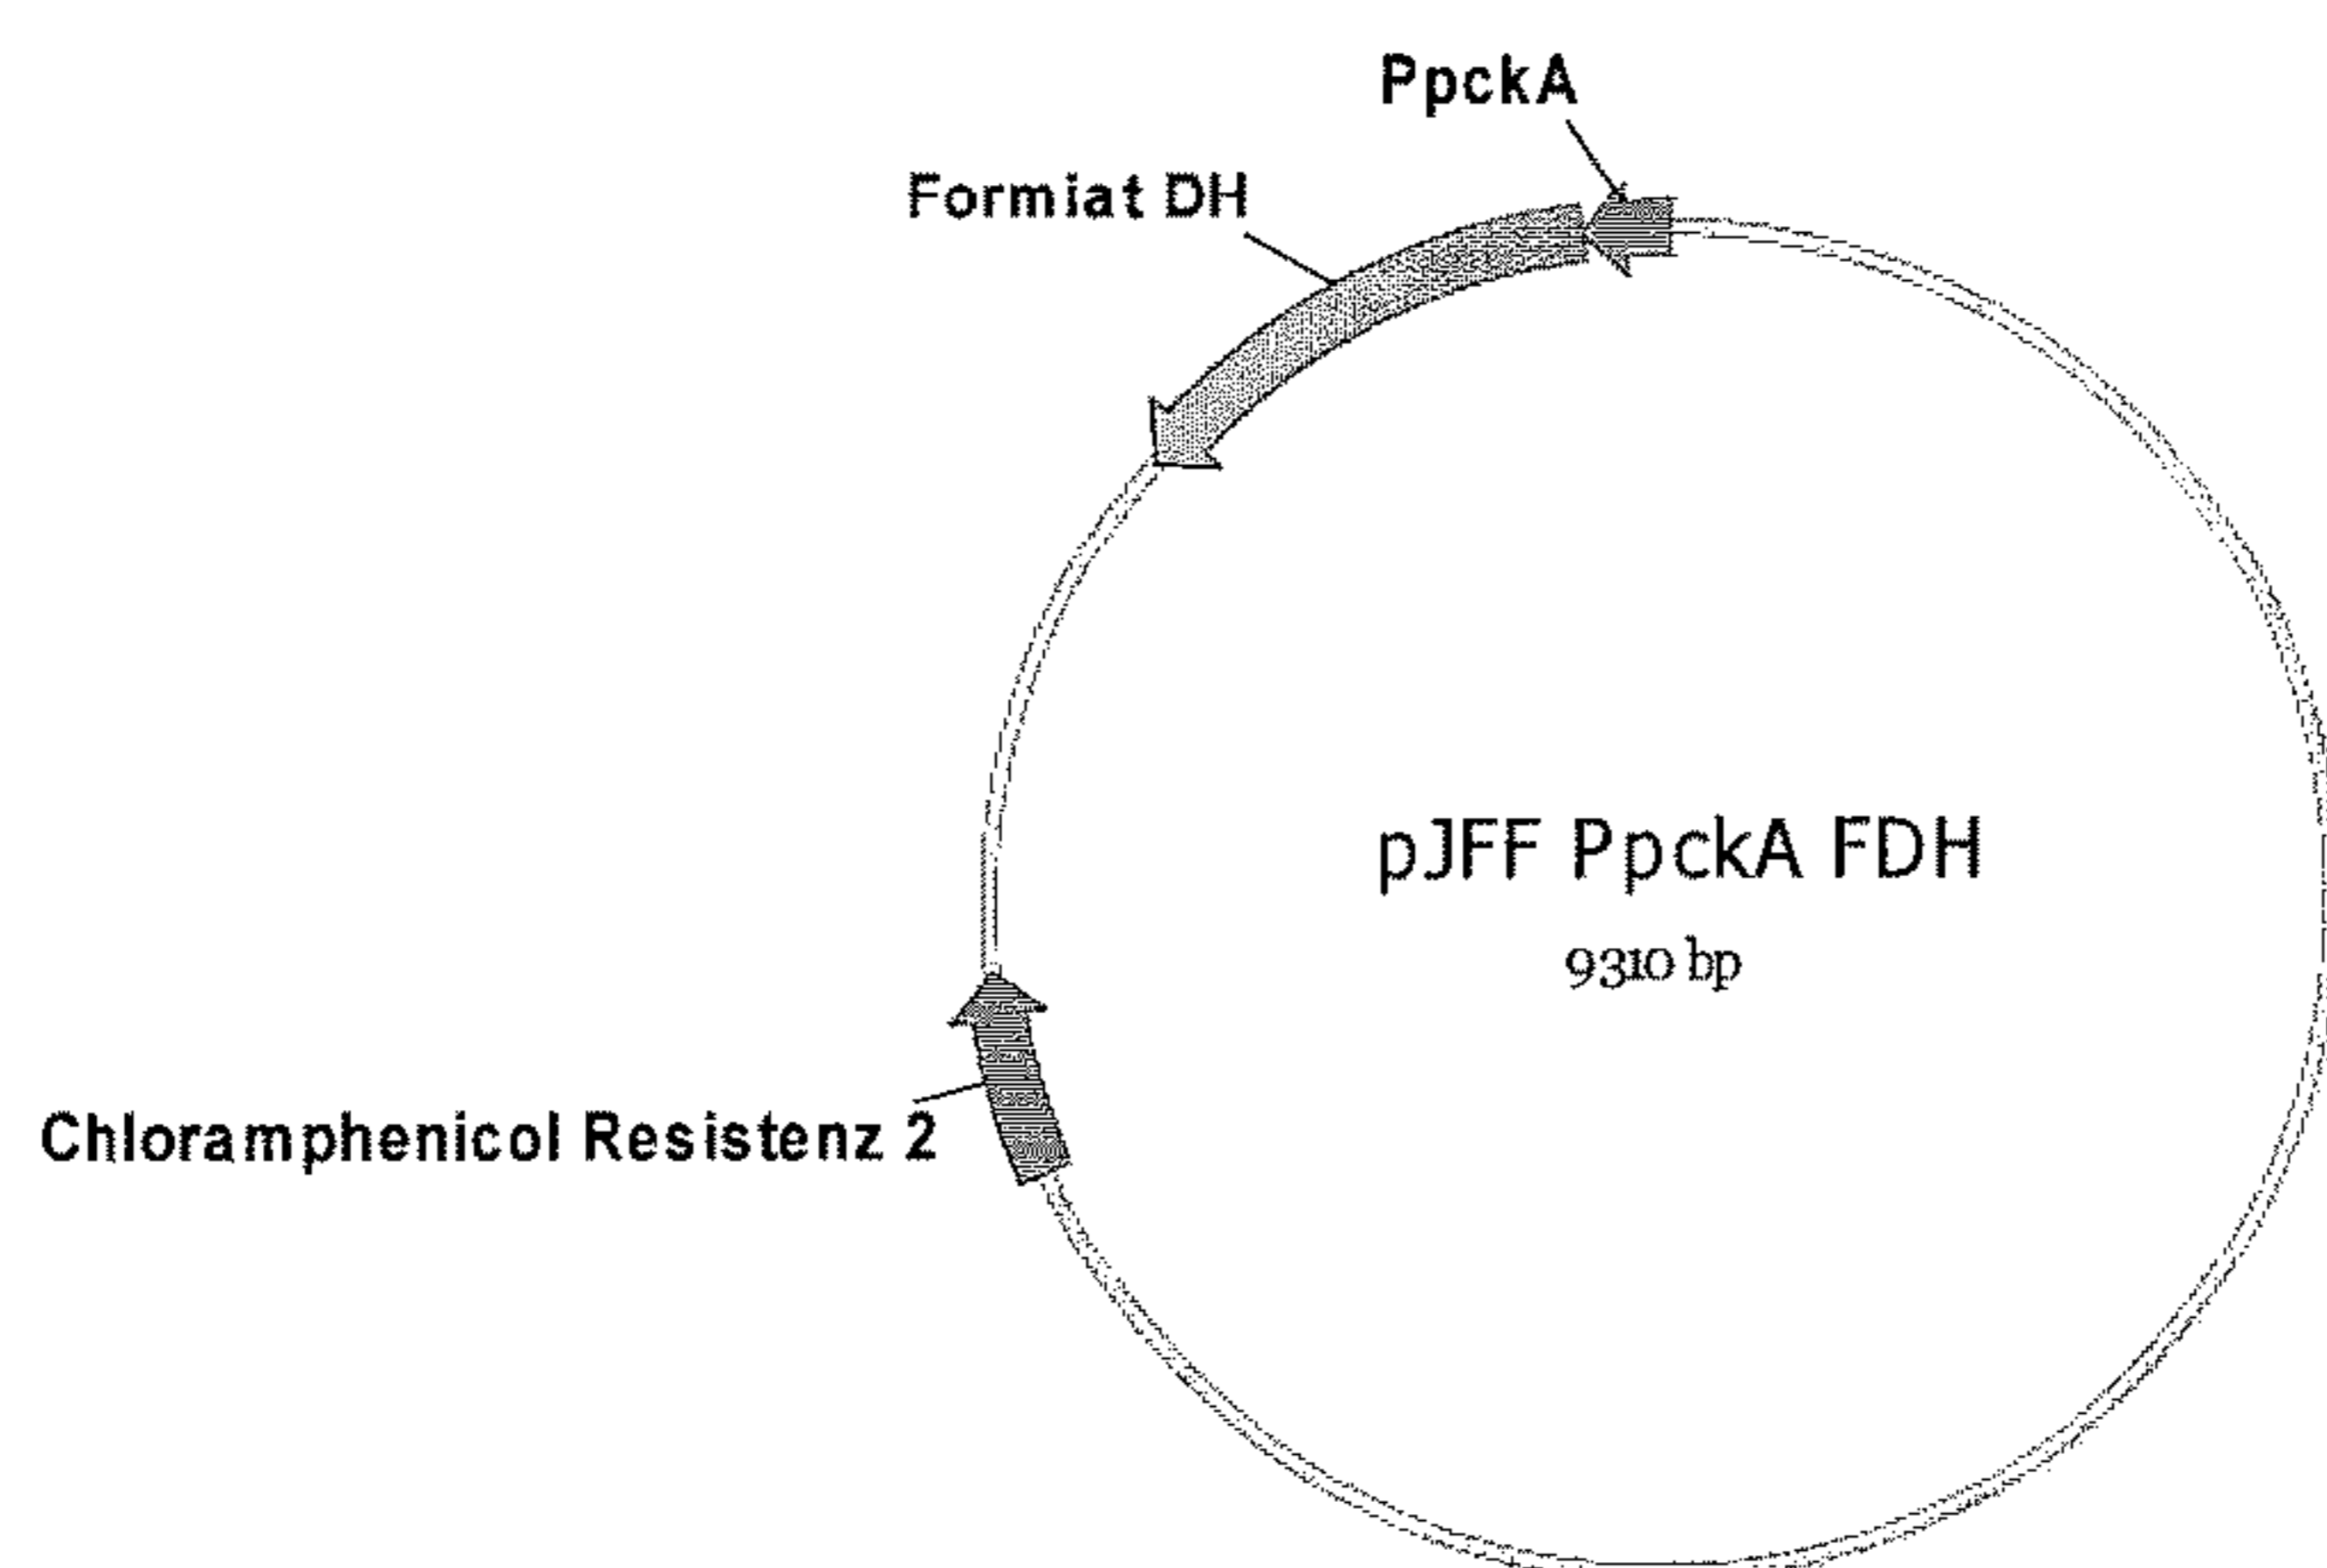 PpckA
Formiat DH
pJFF PpckA FDH
9310 bp
Chloramphenicol Resistenz 2